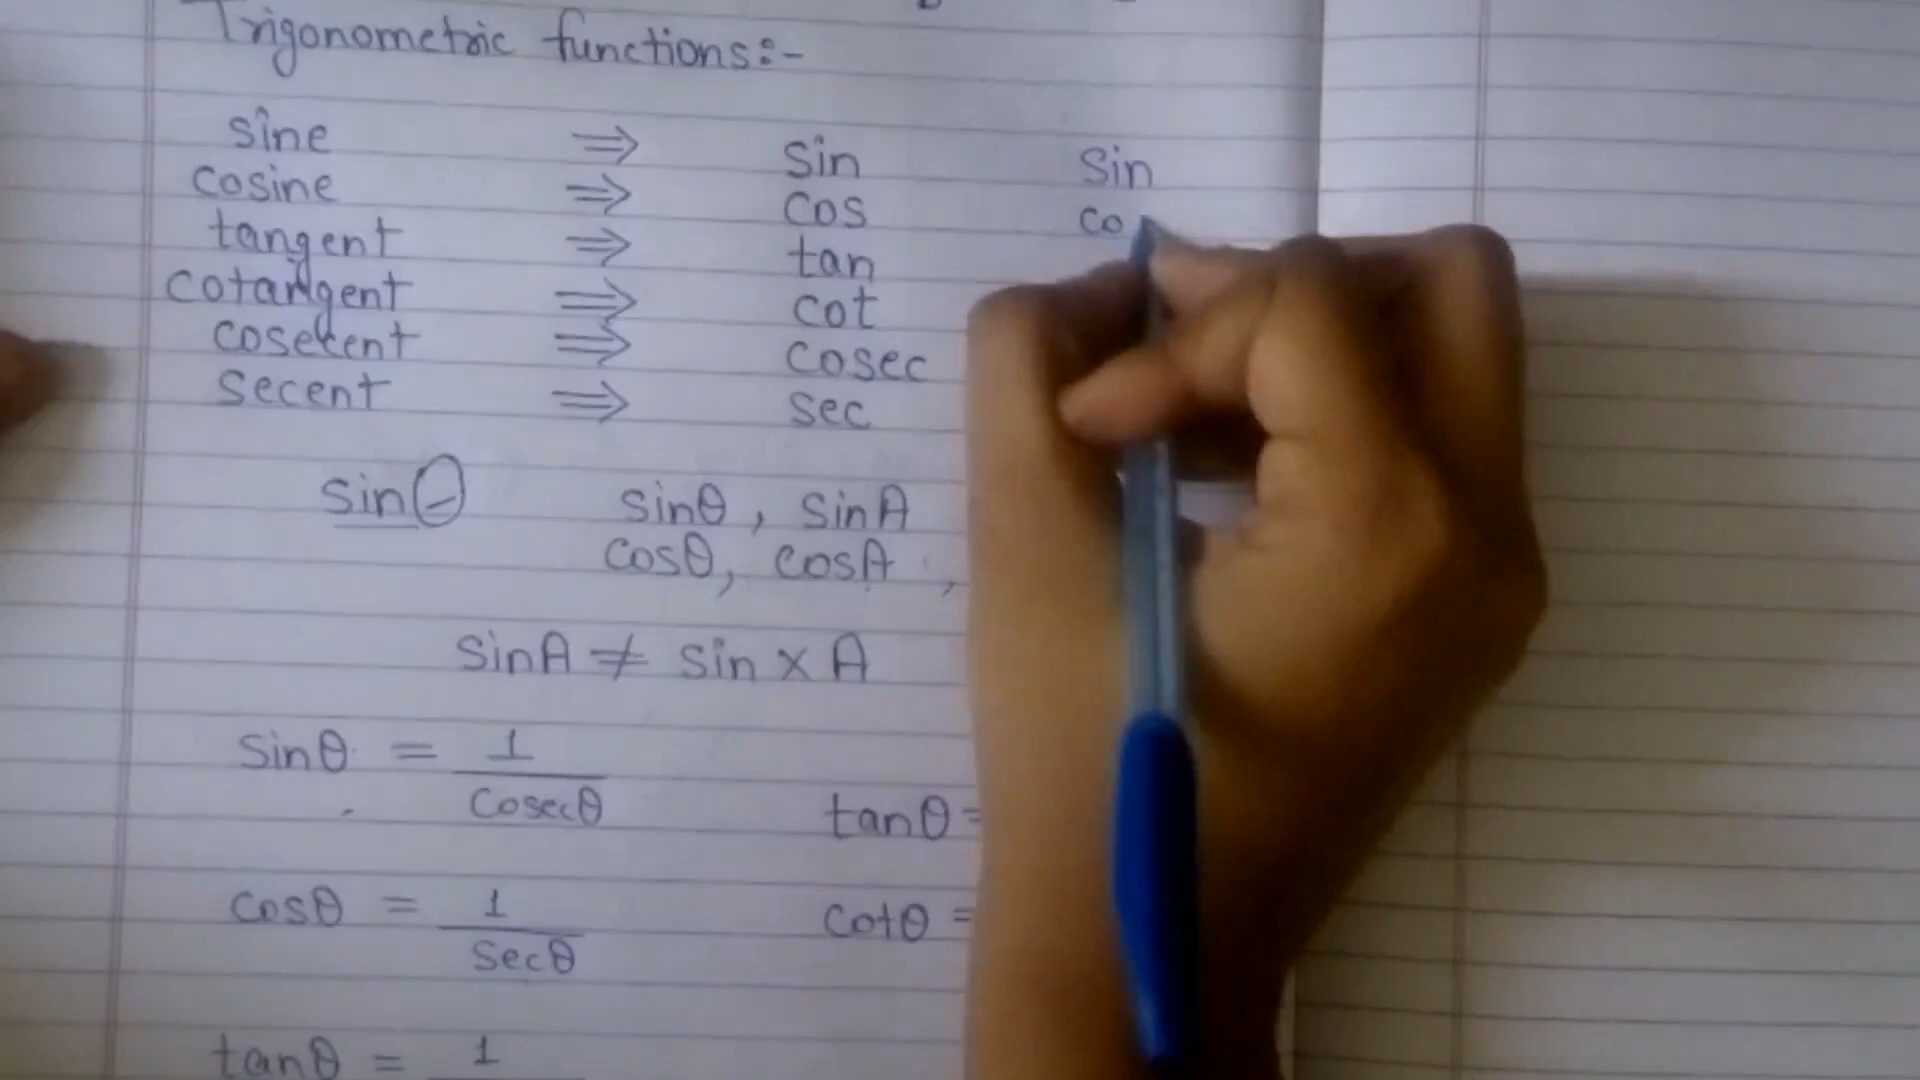 Trigonometric functions:-
sine ⇒ sin sin
cosine ⇒ cos co
tangent ⇒ tan
cotangent ⇒ cot
cosecent ⇒ cosec
secent ⇒ sec
sinθ sinθ, sinA
cosθ, cosA,
sinA ≠ sin x A
sinθ = 1
cosecθ
tanθ =
cosθ = 1
secθ
cotθ =
tanθ = 1